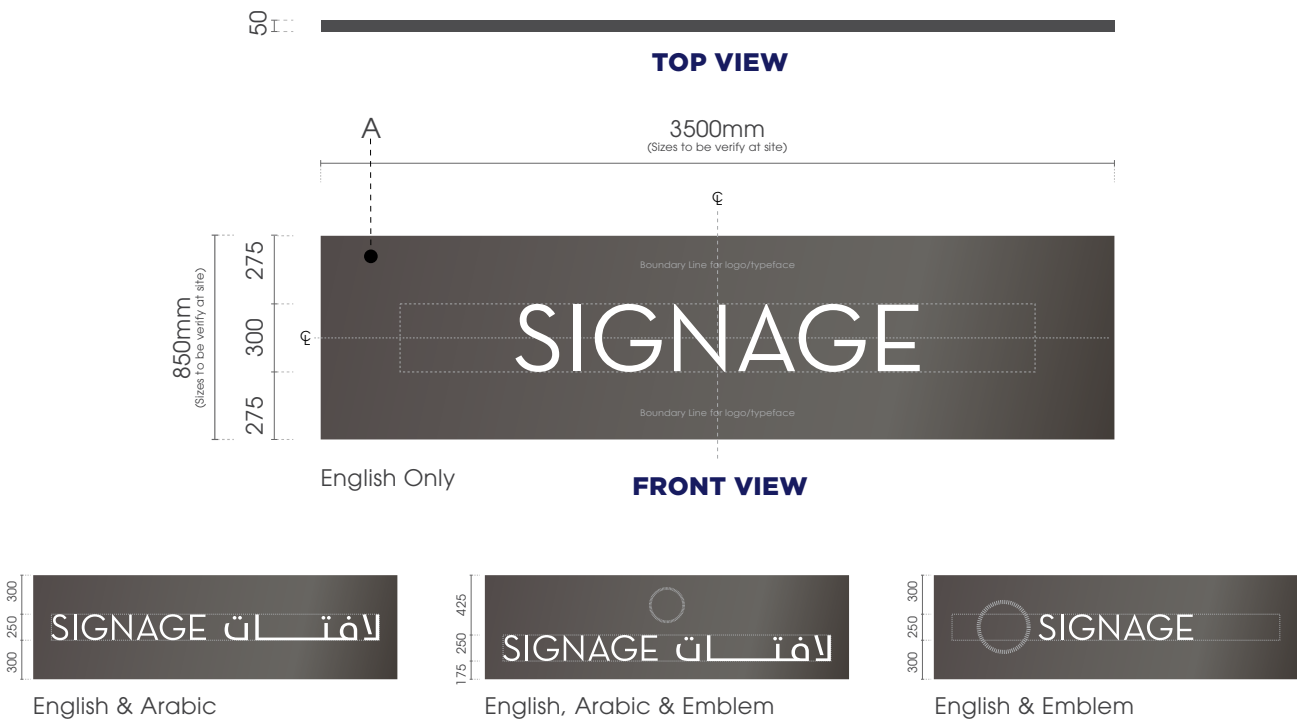 50
TOP VIEW
A
3500mm
(Sizes to be verify at site)
℄
850mm
(Sizes to be verify at site)
275
300
275
℄
Boundary Line for logo/typeface
SIGNAGE
Boundary Line for logo/typeface
English Only
FRONT VIEW
300
250
300
SIGNAGE لافتـــات
English & Arabic
425
250
175
SIGNAGE لافتـــات
English, Arabic & Emblem
300
250
300
SIGNAGE
English & Emblem